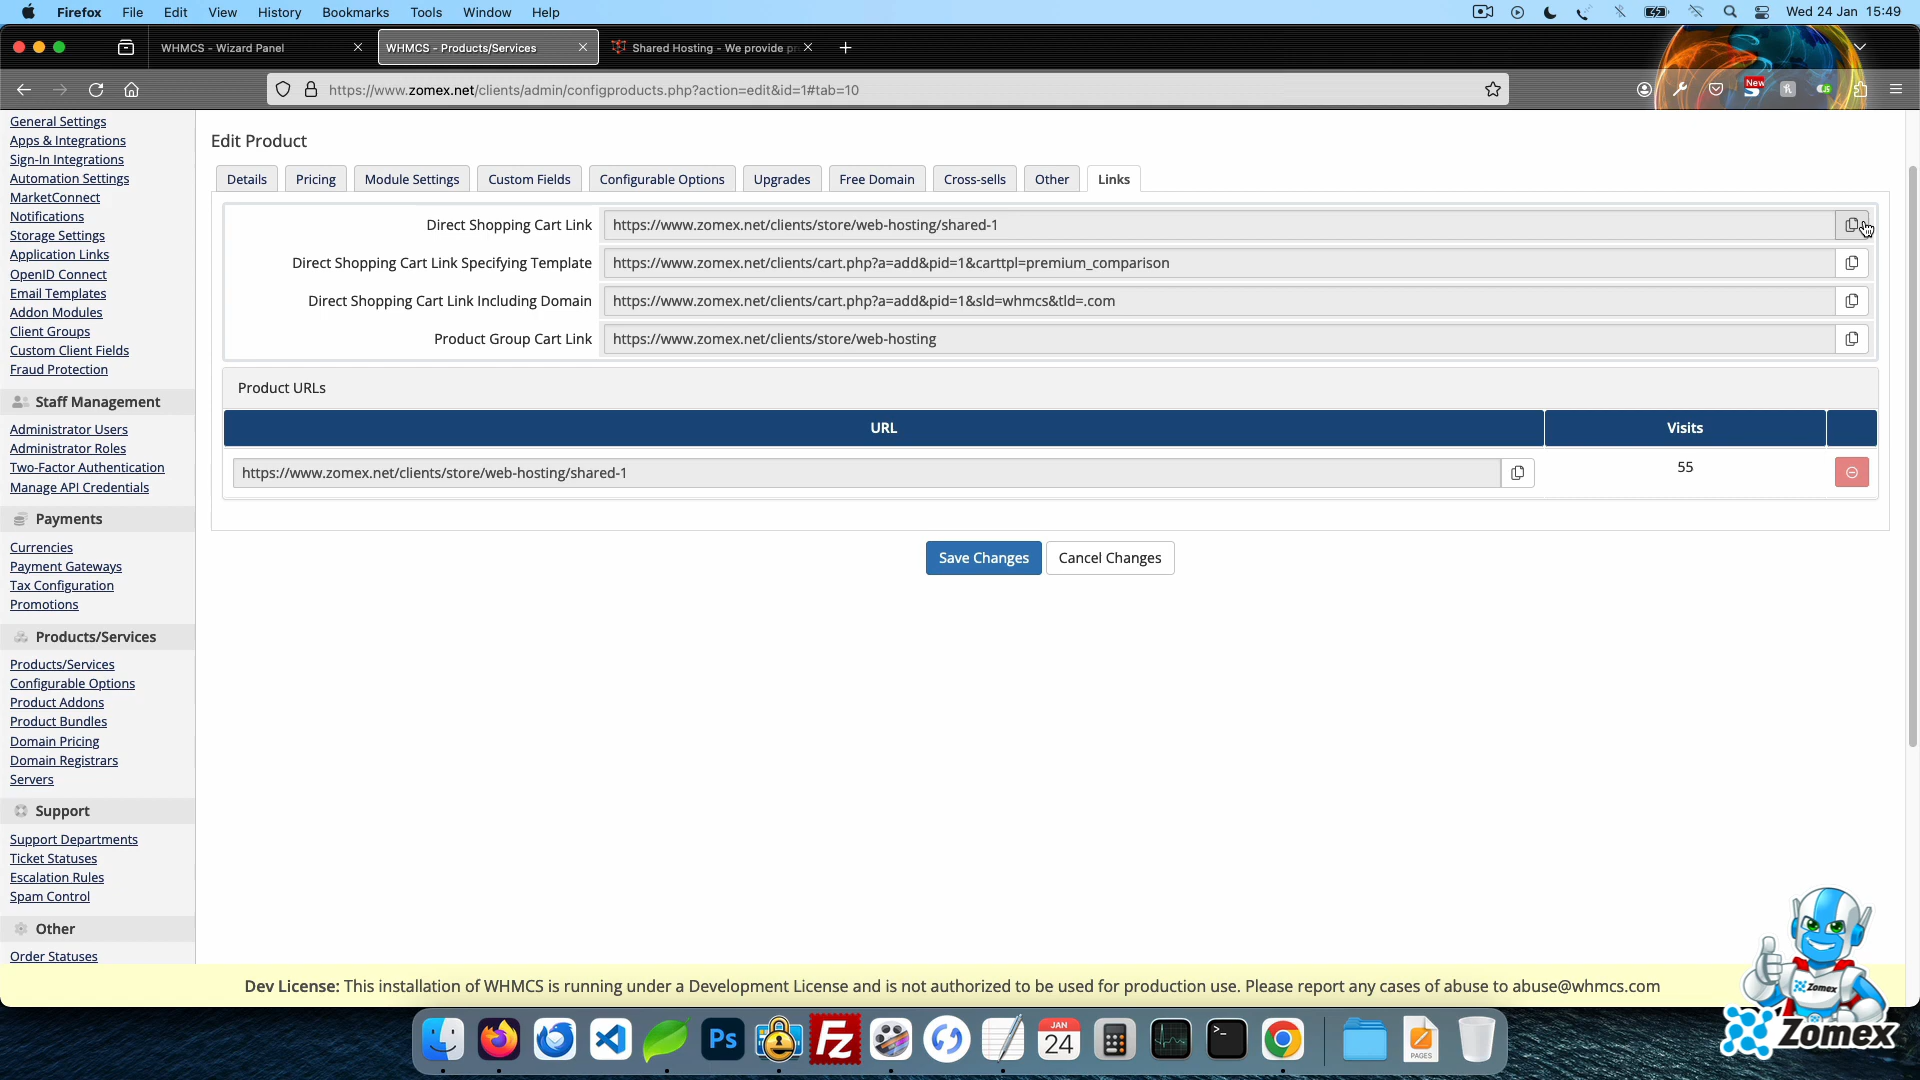 Firefox File Edit View History Bookmarks Tools Window Help Wed 24 Jan 15:49
WHMCS - Wizard Panel WHMCS - Products/Services Shared Hosting - We provide pr
https://www.zomex.net/clients/admin/configproducts.php?action=edit&id=1#tab=10 New
General Settings
Apps & Integrations
Sign-In Integrations
Automation Settings
MarketConnect
Notifications
Storage Settings
Application Links
OpenID Connect
Email Templates
Addon Modules
Client Groups
Custom Client Fields
Fraud Protection
Staff Management
Administrator Users
Administrator Roles
Two-Factor Authentication
Manage API Credentials
Payments
Currencies
Payment Gateways
Tax Configuration
Promotions
Products/Services
Products/Services
Configurable Options
Product Addons
Product Bundles
Domain Pricing
Domain Registrars
Servers
Support
Support Departments
Ticket Statuses
Escalation Rules
Spam Control
Other
Order Statuses
Edit Product
Details Pricing Module Settings Custom Fields Configurable Options Upgrades Free Domain Cross-sells Other Links
Direct Shopping Cart Link https://www.zomex.net/clients/store/web-hosting/shared-1
Direct Shopping Cart Link Specifying Template https://www.zomex.net/clients/cart.php?a=add&pid=1&carttpl=premium_comparison
Direct Shopping Cart Link Including Domain https://www.zomex.net/clients/cart.php?a=add&pid=1&sld=whmcs&tld=.com
Product Group Cart Link https://www.zomex.net/clients/store/web-hosting
Product URLs
URL Visits
https://www.zomex.net/clients/store/web-hosting/shared-1 55
Save Changes Cancel Changes
Dev License: This installation of WHMCS is running under a Development License and is not authorized to be used for production use. Please report any cases of abuse to abuse@whmcs.com
Zomex
Zomex
Ps
FZ
JAN
24
PAGES